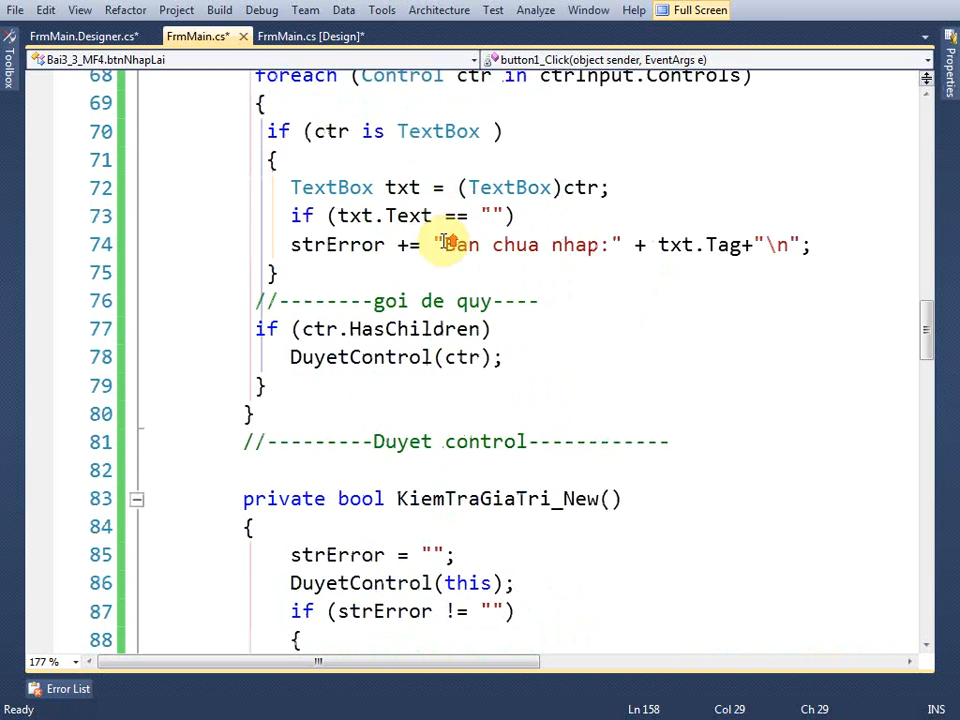 File Edit View Refactor Project Build Debug Team Data Tools Architecture Test Analyze Window Help Full Screen
FrmMain.Designer.cs* FrmMain.cs* FrmMain.cs [Design]*
Bai3_3_MF4.btnNhapLai button1_Click(object sender, EventArgs e)
Toolbox
Properties
68 foreach (Control ctr in ctrInput.Controls)
69 {
70 if (ctr is TextBox )
71 {
72 TextBox txt = (TextBox)ctr;
73 if (txt.Text == "")
74 strError += "Ban chua nhap:" + txt.Tag+"\n";
75 }
76 //--------goi de quy----
77 if (ctr.HasChildren)
78 DuyetControl(ctr);
79 }
80 }
81 //---------Duyet control------------
82
83 private bool KiemTraGiaTri_New()
84 {
85 strError = "";
86 DuyetControl(this);
87 if (strError != "")
88 {
177 %
Error List
Ready Ln 158 Col 29 Ch 29 INS